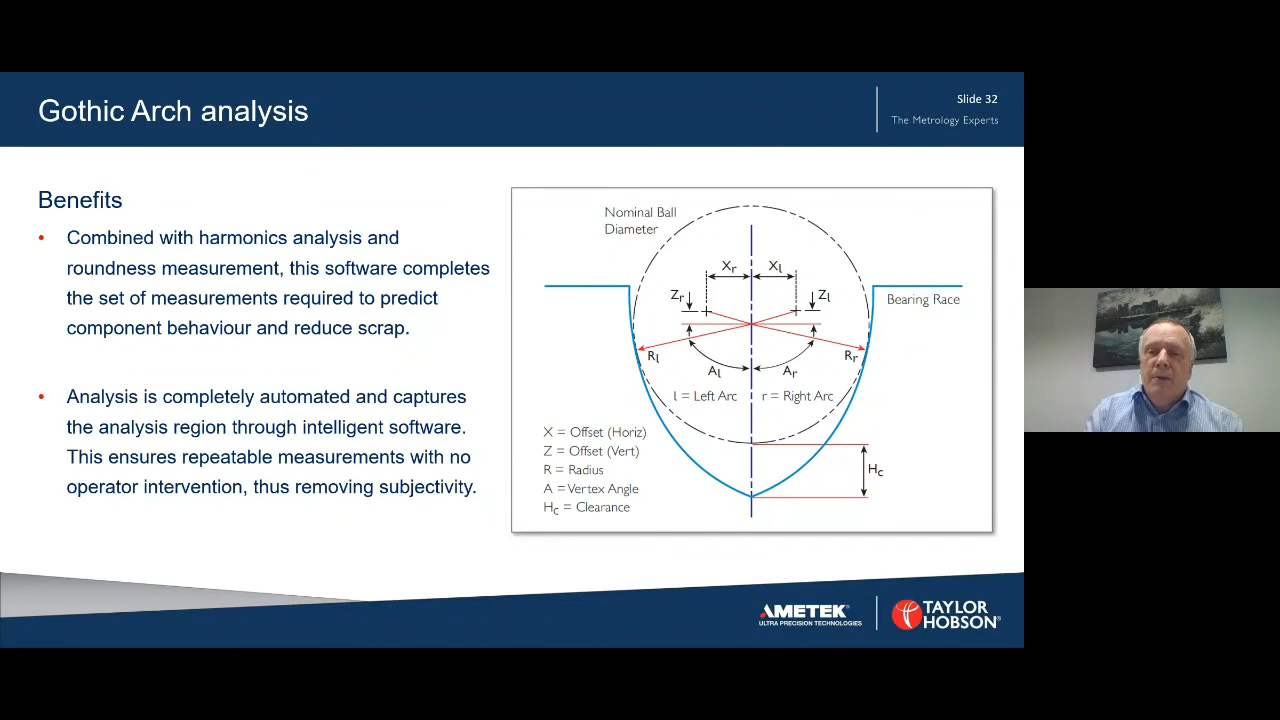 Gothic Arch analysis
Slide 32
The Metrology Experts
Benefits
• Combined with harmonics analysis and
roundness measurement, this software completes
the set of measurements required to predict
component behaviour and reduce scrap.
• Analysis is completely automated and captures
the analysis region through intelligent software.
This ensures repeatable measurements with no
operator intervention, thus removing subjectivity.
Nominal Ball
Diameter
Xr Xl
Zr Zl
Bearing Race
Rl Rr
Al Ar
l = Left Arc r = Right Arc
X = Offset (Horiz)
Z = Offset (Vert)
R = Radius
A = Vertex Angle
Hc = Clearance
Hc
AMETEK®
ULTRA PRECISION TECHNOLOGIES
TAYLOR
HOBSON®